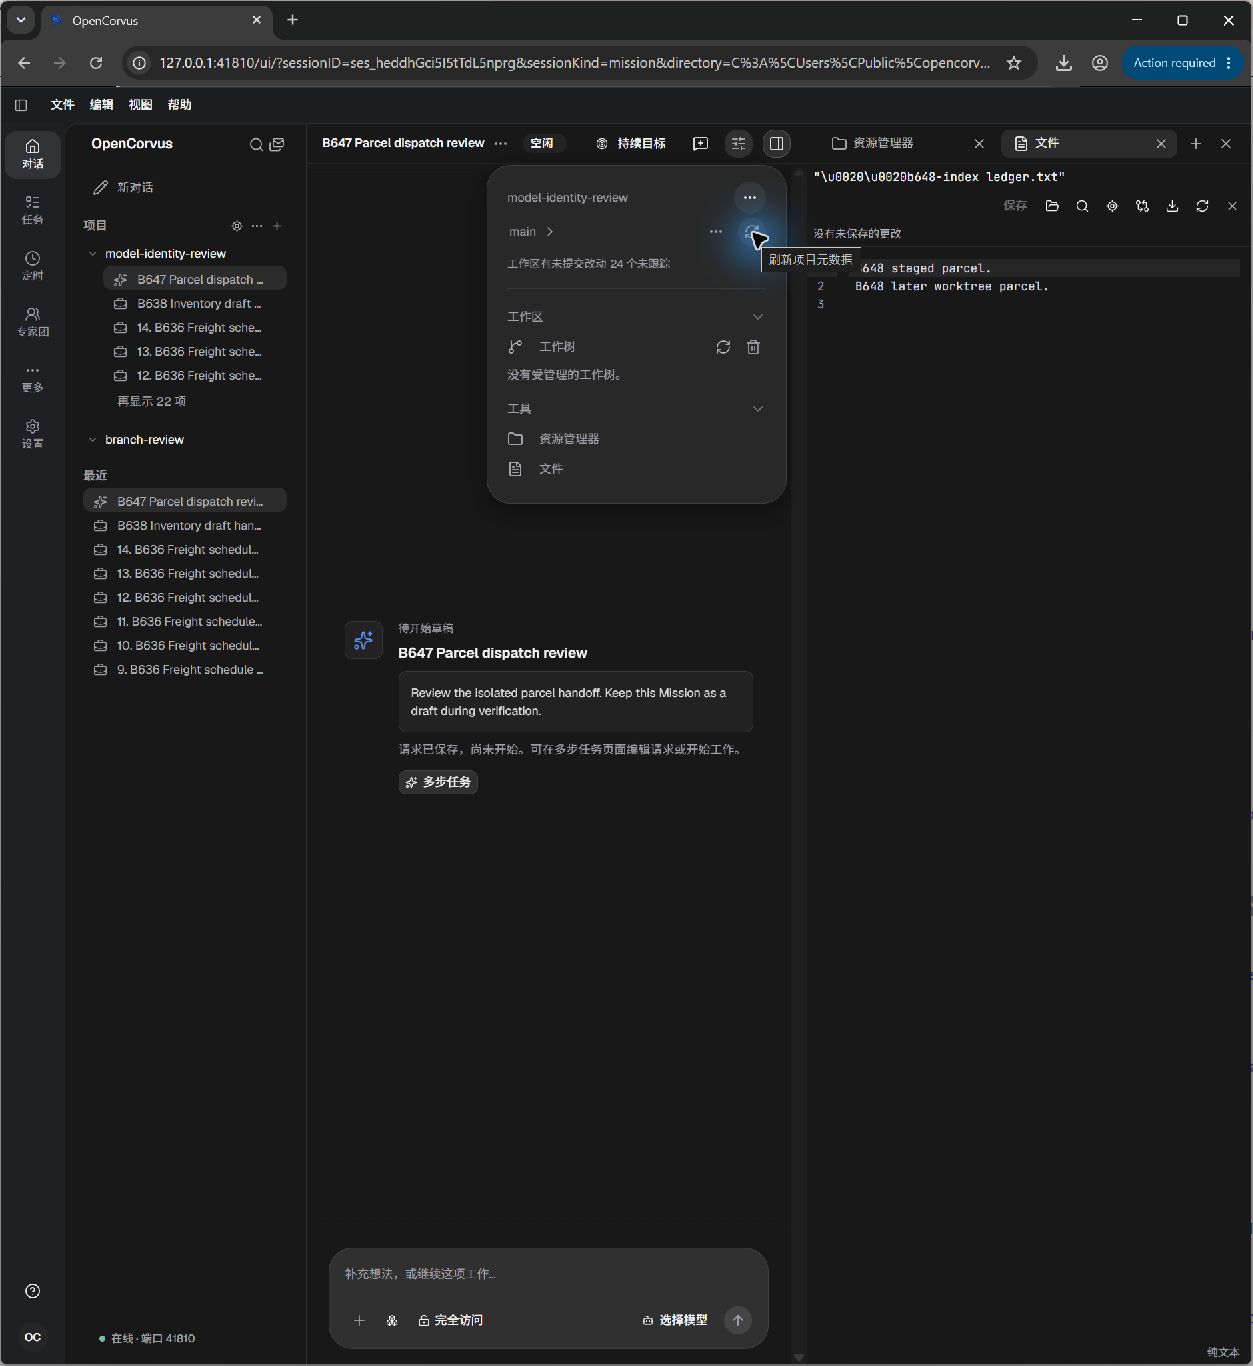 OpenCorvus
127.0.0.1:41810/ui/?sessionID=ses_heddhGci5I5tTdL5nprg&sessionKind=mission&directory=C%3A%5CUsers%5CPublic%5Copencorv...
Action required
文件 编辑 视图 帮助
对话
任务
定时
专家团
更多
设置
OC
OpenCorvus
新对话
项目
model-identity-review
B647 Parcel dispatch ...
B638 Inventory draft ...
14. B636 Freight sche...
13. B636 Freight sche...
12. B636 Freight sche...
再显示 22 项
branch-review
最近
B647 Parcel dispatch revi...
B638 Inventory draft han...
14. B636 Freight schedul...
13. B636 Freight schedul...
12. B636 Freight schedul...
11. B636 Freight schedule...
10. B636 Freight schedul...
9. B636 Freight schedule ...
在线 · 端口 41810
B647 Parcel dispatch review ... 空闲 持续目标
model-identity-review
main
工作区有未提交改动 24 个未跟踪
刷新项目元数据
工作区
工作树
没有受管理的工作树。
工具
资源管理器
文件
待开始草稿
B647 Parcel dispatch review
Review the isolated parcel handoff. Keep this Mission as a
draft during verification.
请求已保存，尚未开始。可在多步任务页面编辑请求或开始工作。
多步任务
补充想法，或继续这项工作...
完全访问 选择模型
资源管理器 文件
"\u0020\u0020b648-index ledger.txt"
保存
没有未保存的更改
648 staged parcel.
2 B648 later worktree parcel.
3
纯文本